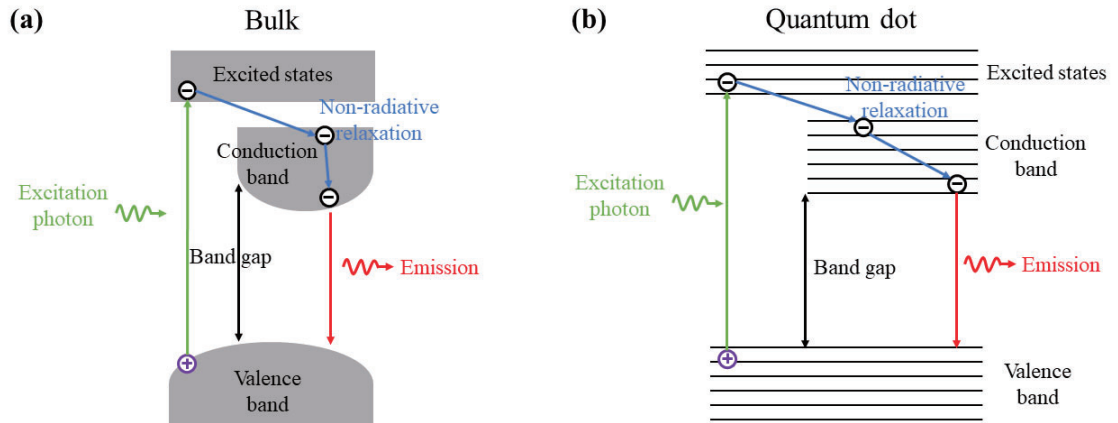 (a)
Bulk
Excited states
Non-radiative
relaxation
Conduction
band
Excitation
photon
Band gap
Emission
Valence
band
(b)
Quantum dot
Excited states
Non-radiative
relaxation
Conduction
band
Excitation
photon
Band gap
Emission
Valence
band